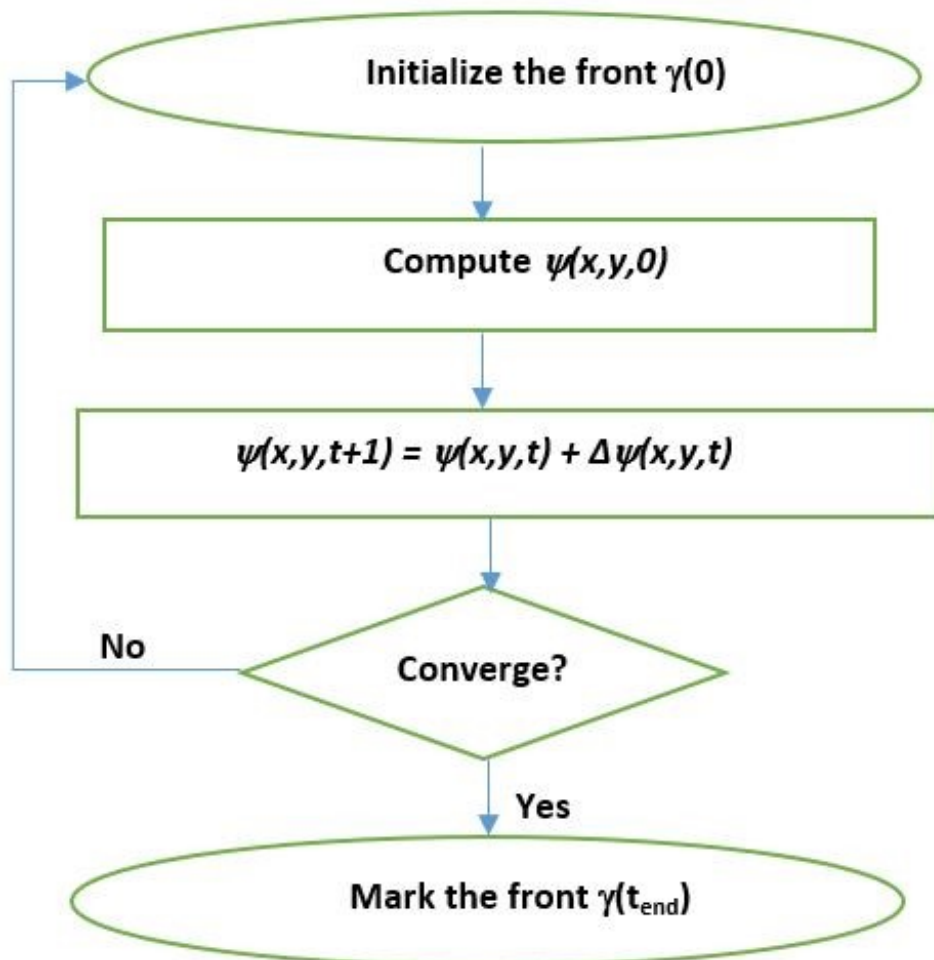 Initialize the front γ(0)
Compute ψ(x,y,0)
ψ(x,y,t+1) = ψ(x,y,t) + Δψ(x,y,t)
No
Converge?
Yes
Mark the front γ(tend)